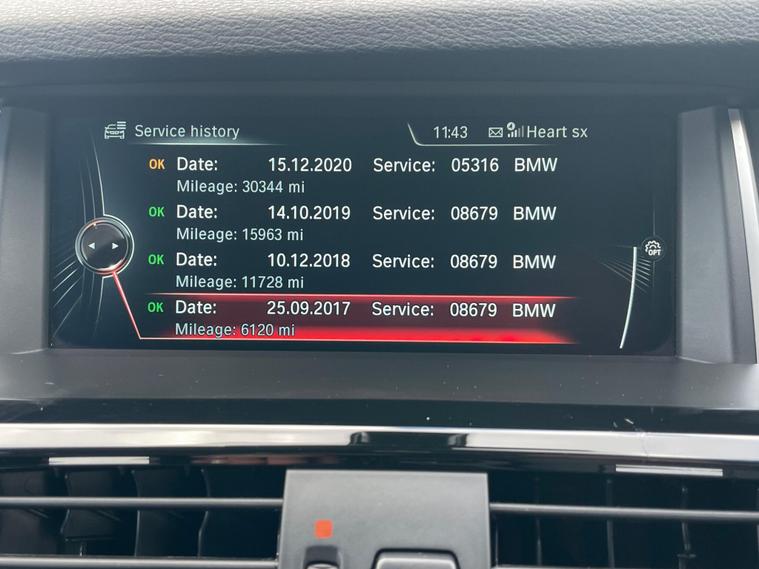 Service history 11:43 Heart sx
OK Date: 15.12.2020 Service: 05316 BMW
Mileage: 30344 mi
OK Date: 14.10.2019 Service: 08679 BMW
Mileage: 15963 mi
OK Date: 10.12.2018 Service: 08679 BMW
Mileage: 11728 mi
OK Date: 25.09.2017 Service: 08679 BMW
Mileage: 6120 mi
OPT